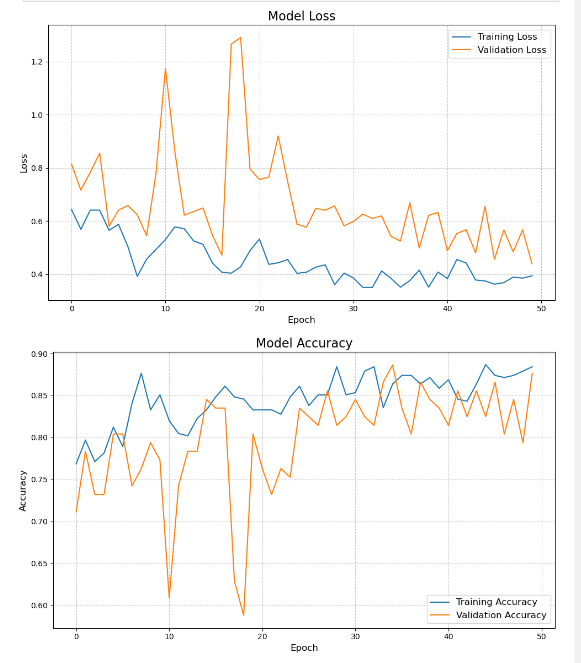 Model Loss
Training Loss
Validation Loss
1.2
1.0
0.8
0.6
0.4
Loss
0 10 20 30 40 50
Epoch
Model Accuracy
0.90
0.85
0.80
0.75
0.70
0.65
0.60
Accuracy
Training Accuracy
Validation Accuracy
0 10 20 30 40 50
Epoch